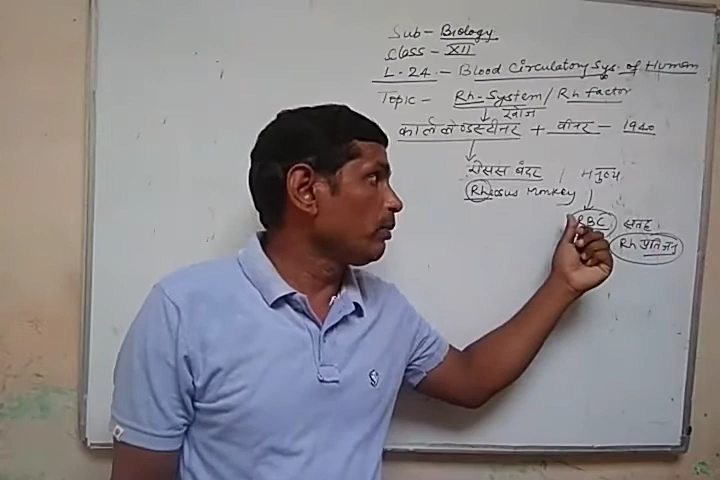 Sub- Biology
Class - XII
L-24 - Blood Circulatory Sys. of Human
Topic - Rh-System / Rh factor
खोज
कार्ल लैण्डस्टीनर + वीनर - 1940
रीसस बंदर / मनुष्य
Rheasus Monkey
RBC सतह
Rh प्रतिजन